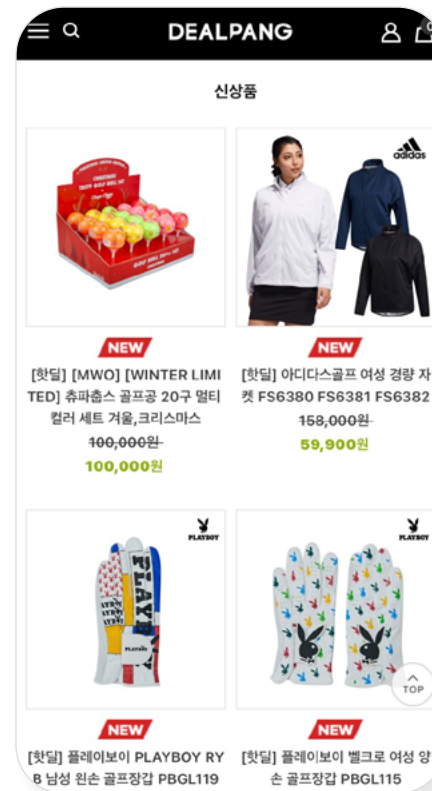 DEALPANG
0
신상품
adidas
CHRISTMAS
GOLF BALL SET
NEW
NEW
[핫딜] [MWO] [WINTER LIMI
TED] 츄파춥스 골프공 20구 멀티
컬러 세트 겨울,크리스마스
100,000원
100,000원
[핫딜] 아디다스골프 여성 경량 자
켓 FS6380 FS6381 FS6382
158,000원
59,900원
PLAYBOY
PLAYBOY
PLAYBOY
PLAYBOY
TOP
NEW
NEW
[핫딜] 플레이보이 PLAYBOY RY
B 남성 왼손 골프장갑 PBGL119
[핫딜] 플레이보이 벨크로 여성 양
손 골프장갑 PBGL115